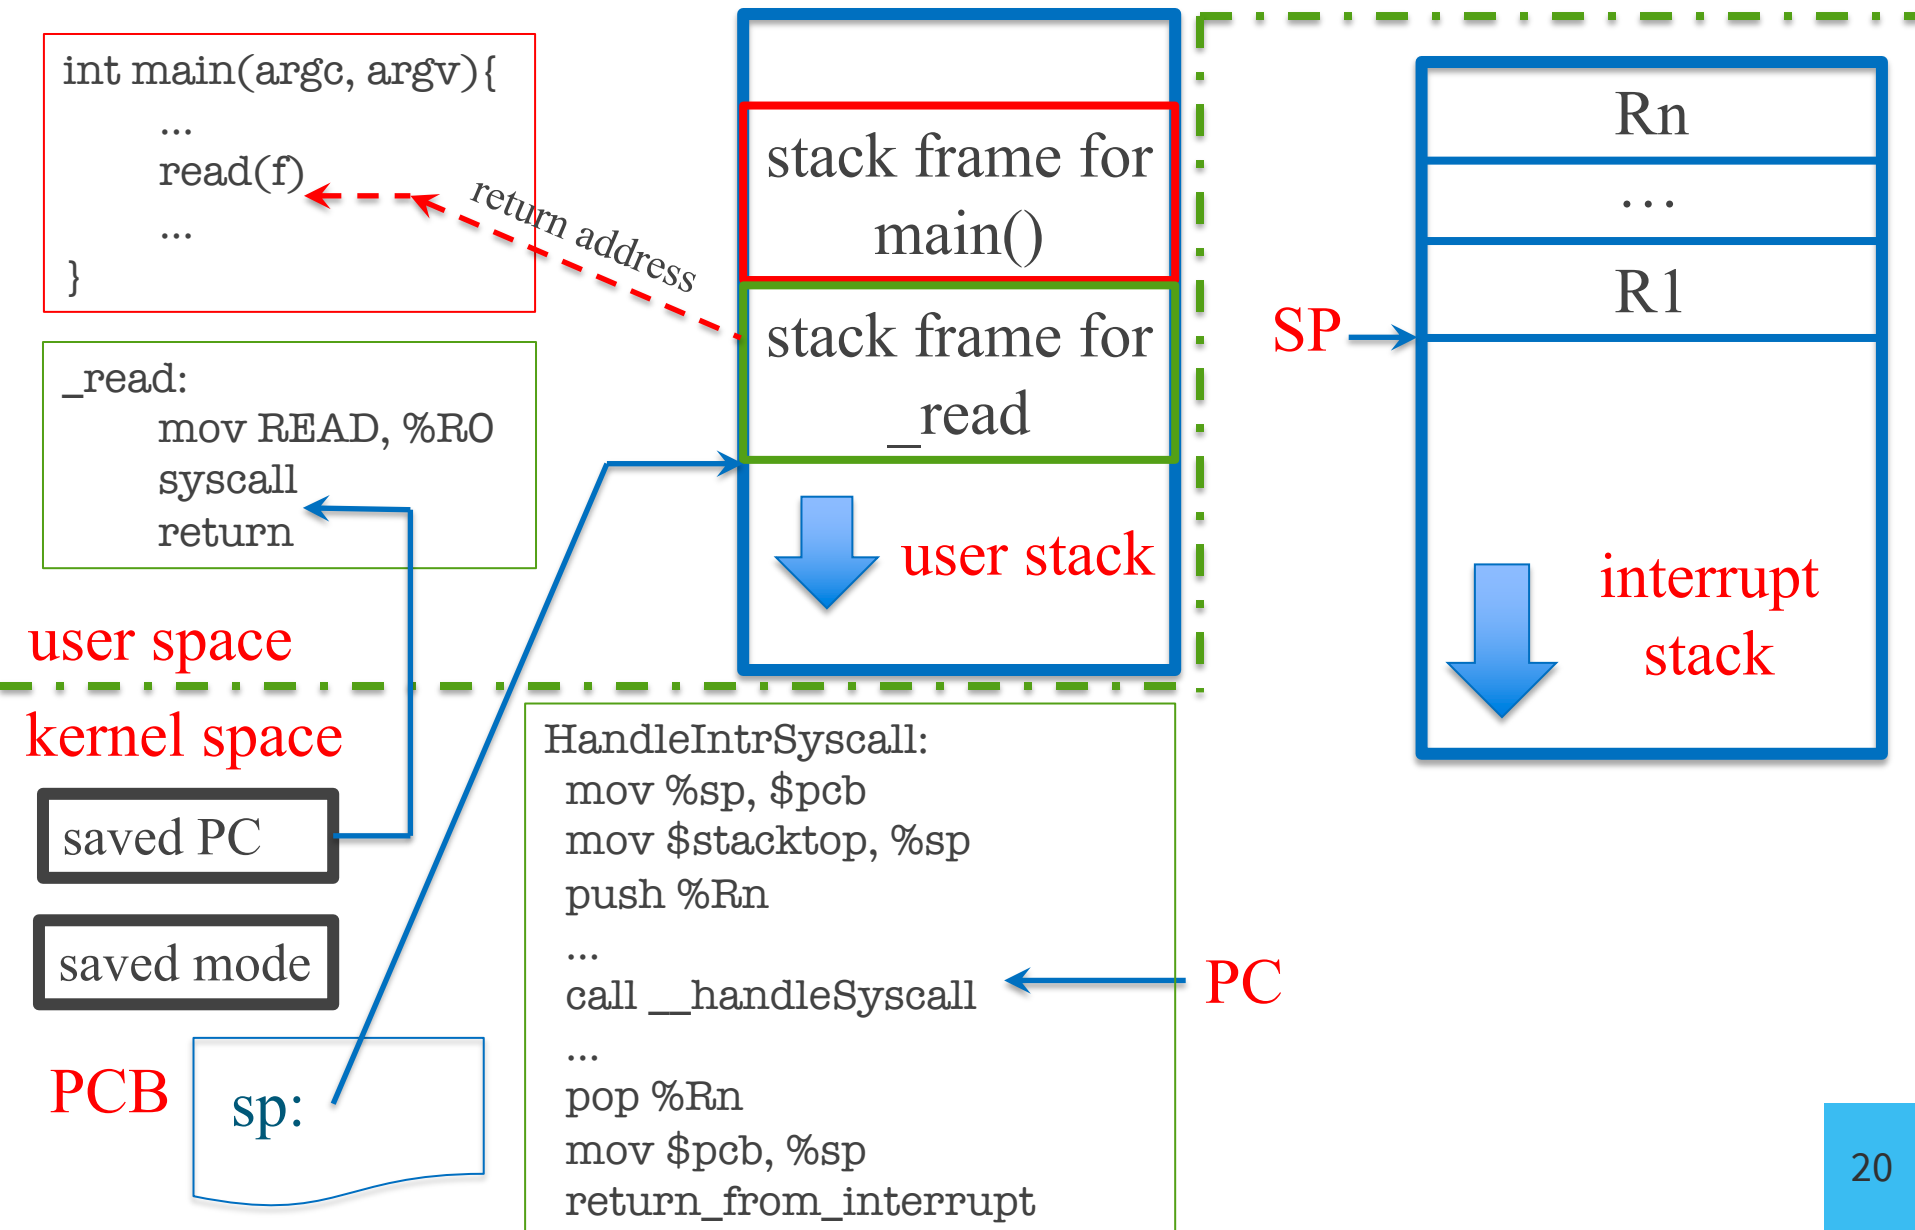 int main(argc, argv){
...
read(f)
...
}
return address
_read:
mov READ, %R0
syscall
return
user space
stack frame for
main()
stack frame for
_read
user stack
Rn
...
R1
SP
interrupt
stack
kernel space
saved PC
saved mode
PCB
sp:
HandleIntrSyscall:
mov %sp, $pcb
mov $stacktop, %sp
push %Rn
...
call __handleSyscall
...
pop %Rn
mov $pcb, %sp
return_from_interrupt
PC
20